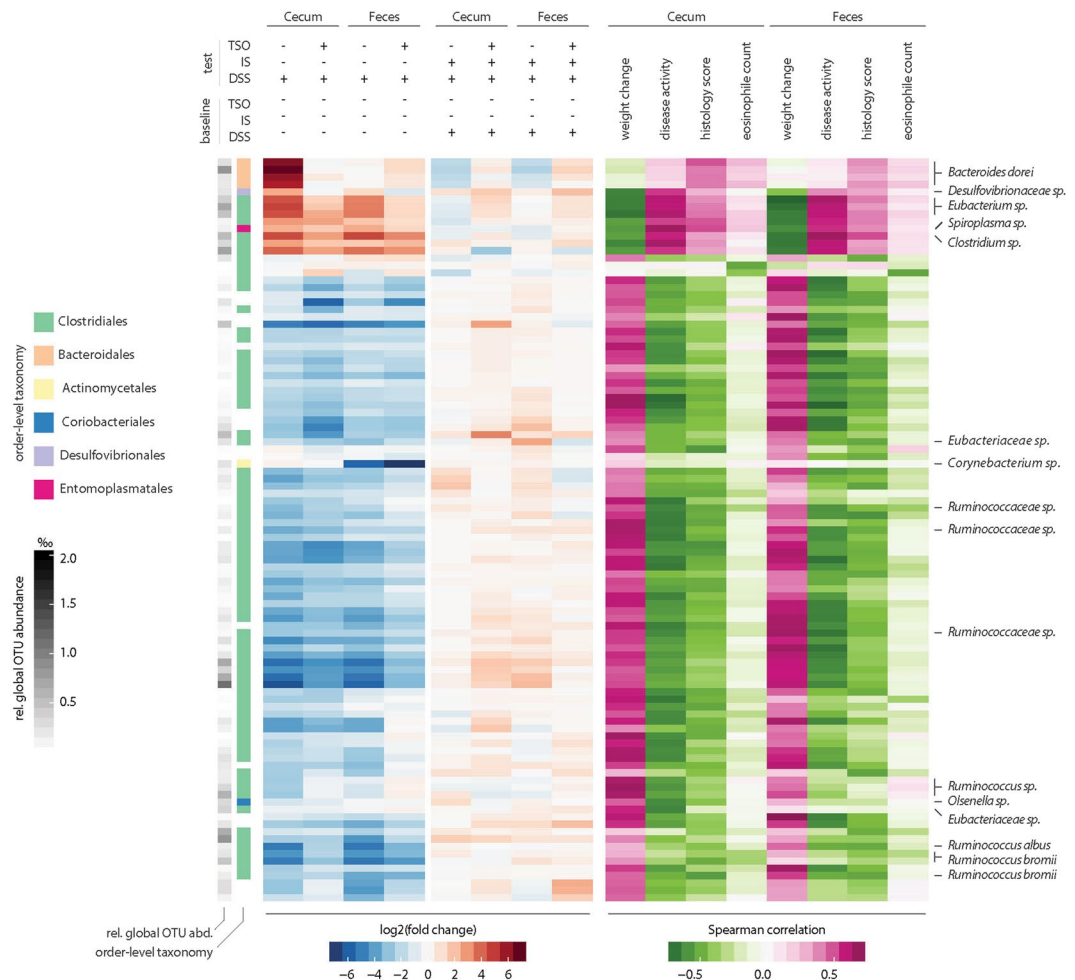 Cecum Feces Cecum Feces Cecum Feces
test
TSO - + - + - + - +
IS + + + +
DSS + + + + + + + +
baseline
TSO - - - - - - - -
IS - - - - - - - -
DSS - - - - + + + +
weight change
disease activity
histology score
eosinophile count
weight change
disease activity
histology score
eosinophile count
Bacteroides dorei
Desulfovibrionaceae sp.
Eubacterium sp.
Spiroplasma sp.
Clostridium sp.
Eubacteriaceae sp.
Corynebacterium sp.
Ruminococcaceae sp.
Ruminococcaceae sp.
Ruminococcaceae sp.
Ruminococcus sp.
Olsenella sp.
Eubacteriaceae sp.
Ruminococcus albus
Ruminococcus bromii
Ruminococcus bromii
order-level taxonomy
Clostridiales
Bacteroidales
Actinomycetales
Coriobacteriales
Desulfovibrionales
Entomoplasmatales
rel. global OTU abundance
‰
2.0
1.5
1.0
0.5
rel. global OTU abd.
order-level taxonomy
log2(fold change)
−6 −4 −2 0 2 4 6
Spearman correlation
−0.5 0.0 0.5